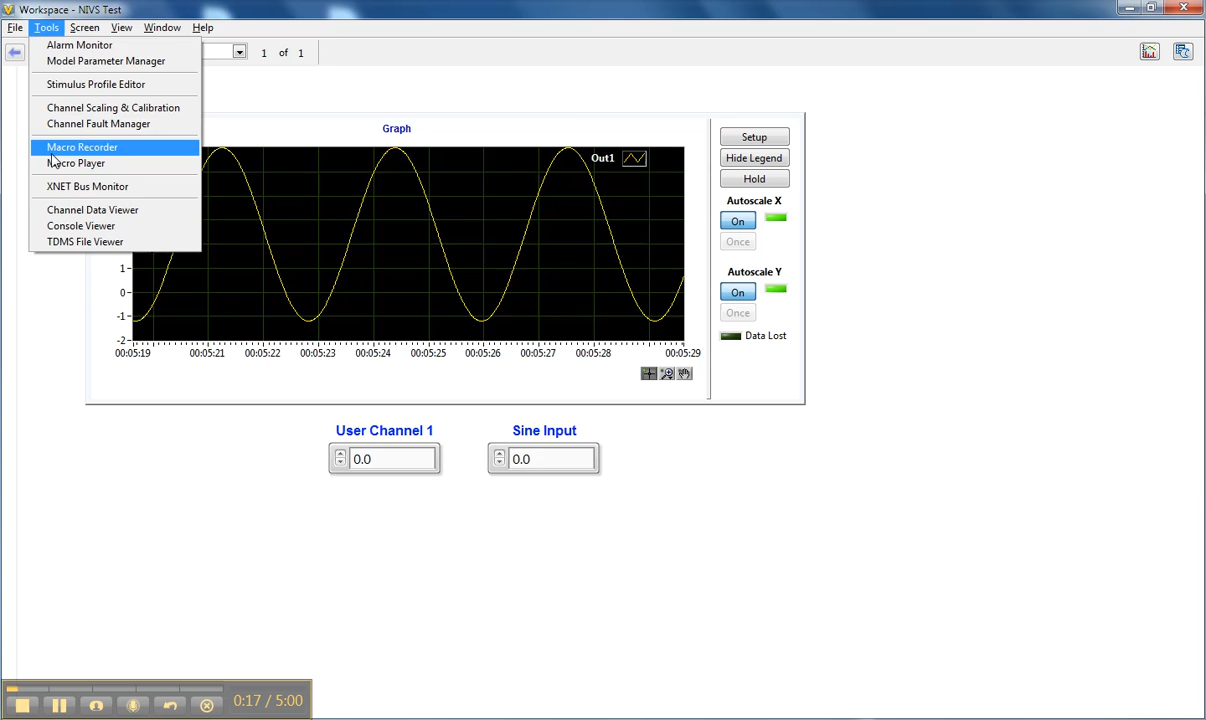 Workspace - NIVS Test
File Tools Screen View Window Help
Alarm Monitor
Model Parameter Manager
Stimulus Profile Editor
Channel Scaling & Calibration
Channel Fault Manager
Macro Recorder
Macro Player
XNET Bus Monitor
Channel Data Viewer
Console Viewer
TDMS File Viewer
1 of 1
Graph
Out1
1
0
-1
-2
00:05:19 00:05:21 00:05:22 00:05:23 00:05:24 00:05:25 00:05:26 00:05:27 00:05:28 00:05:29
Setup
Hide Legend
Hold
Autoscale X
On
Once
Autoscale Y
On
Once
Data Lost
User Channel 1 Sine Input
0.0 0.0
0:17 / 5:00